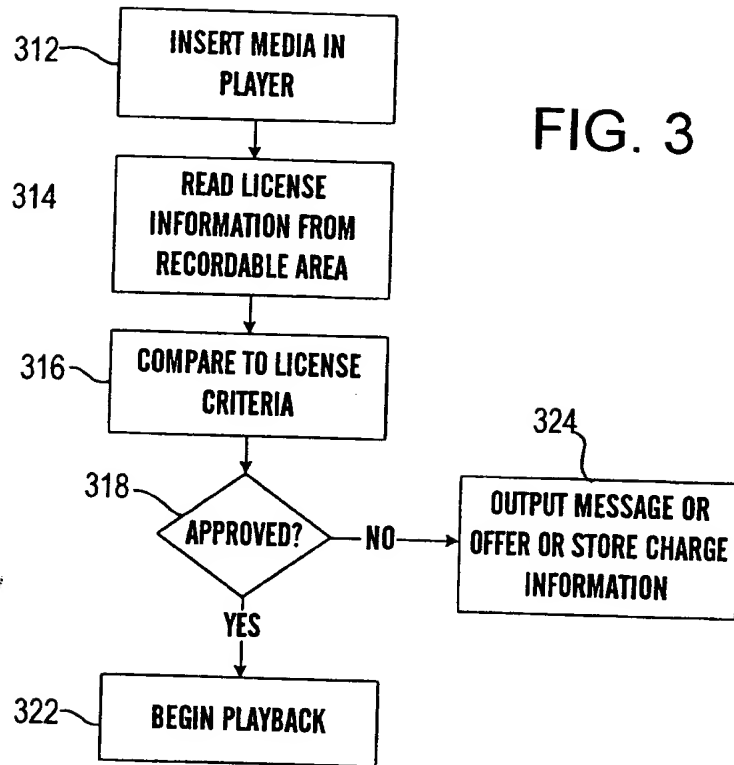 312
INSERT MEDIA IN
PLAYER
FIG. 3
314
READ LICENSE
INFORMATION FROM
RECORDABLE AREA
316
COMPARE TO LICENSE
CRITERIA
318
APPROVED?
NO
324
OUTPUT MESSAGE OR
OFFER OR STORE CHARGE
INFORMATION
YES
322
BEGIN PLAYBACK